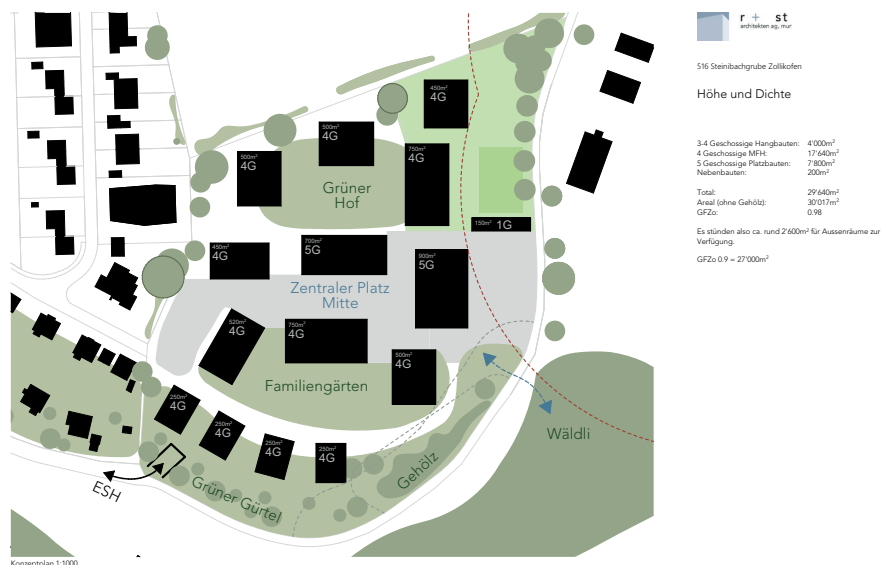 r + st
architekten ag, mur
516 Steinibachgrube Zollikofen
Höhe und Dichte
3-4 Geschossige Hangbauten: 4'000m²
4 Geschossige MFH: 17'640m²
5 Geschossige Platzbauten: 7'800m²
Nebenbauten: 200m²
Total: 29'640m²
Areal (ohne Gehölz): 30'017m²
GFZo: 0.98
Es stünden also ca. rund 2'600m² für Aussenräume zur
Verfügung.
GFZo 0.9 = 27'000m²
450m²
4G
500m²
4G
500m²
4G
750m²
4G
Grüner
Hof
150m² 1G
450m²
4G
700m²
5G
900m²
5G
Zentraler Platz
Mitte
520m²
4G
750m²
4G
500m²
4G
Familiengärten
250m²
4G
250m²
4G
250m²
4G
250m²
4G
Wäldli
Gehölz
Grüner Gürtel
ESH
Konzeptplan 1:1000